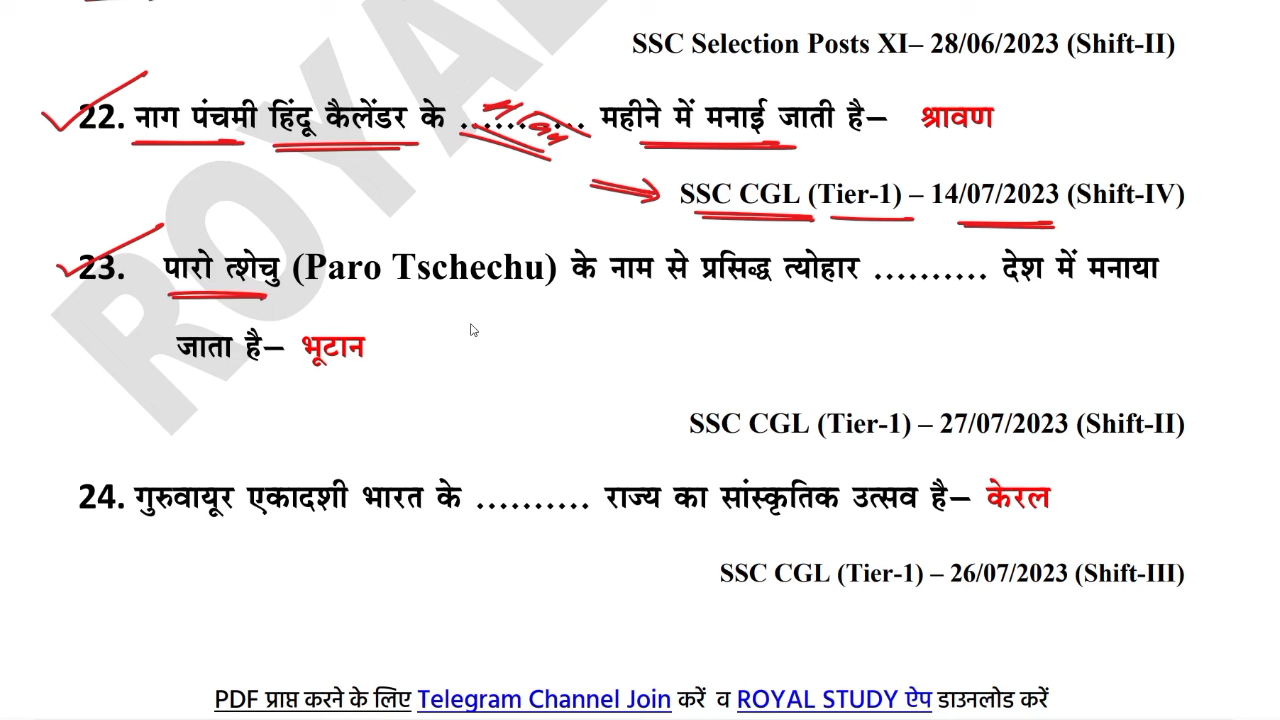 SSC Selection Posts XI– 28/06/2023 (Shift-II)
22. नाग पंचमी हिंदू कैलेंडर के .......... महीने में मनाई जाती है– श्रावण
SSC CGL (Tier-1) – 14/07/2023 (Shift-IV)
23. पारो त्शेचु (Paro Tschechu) के नाम से प्रसिद्ध त्योहार .......... देश में मनाया
जाता है– भूटान
SSC CGL (Tier-1) – 27/07/2023 (Shift-II)
24. गुरुवायूर एकादशी भारत के .......... राज्य का सांस्कृतिक उत्सव है– केरल
SSC CGL (Tier-1) – 26/07/2023 (Shift-III)
PDF प्राप्त करने के लिए Telegram Channel Join करें व ROYAL STUDY ऐप डाउनलोड करें
ROYAL